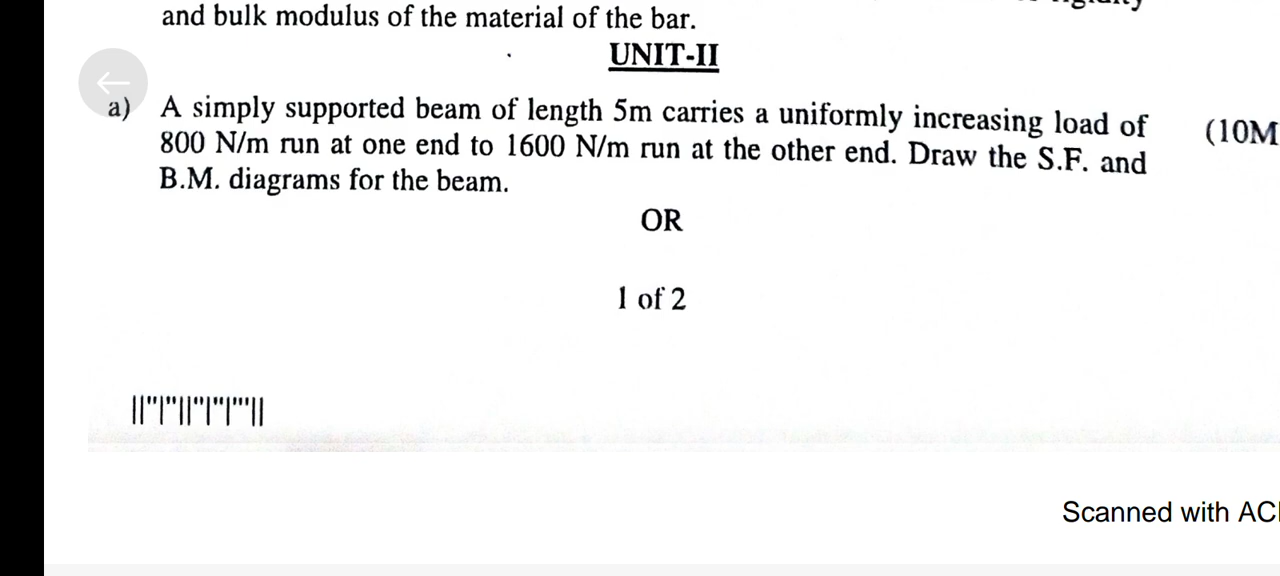 and bulk modulus of the material of the bar.
UNIT-II
a) A simply supported beam of length 5m carries a uniformly increasing load of (10M
800 N/m run at one end to 1600 N/m run at the other end. Draw the S.F. and
B.M. diagrams for the beam.
OR
1 of 2
Scanned with